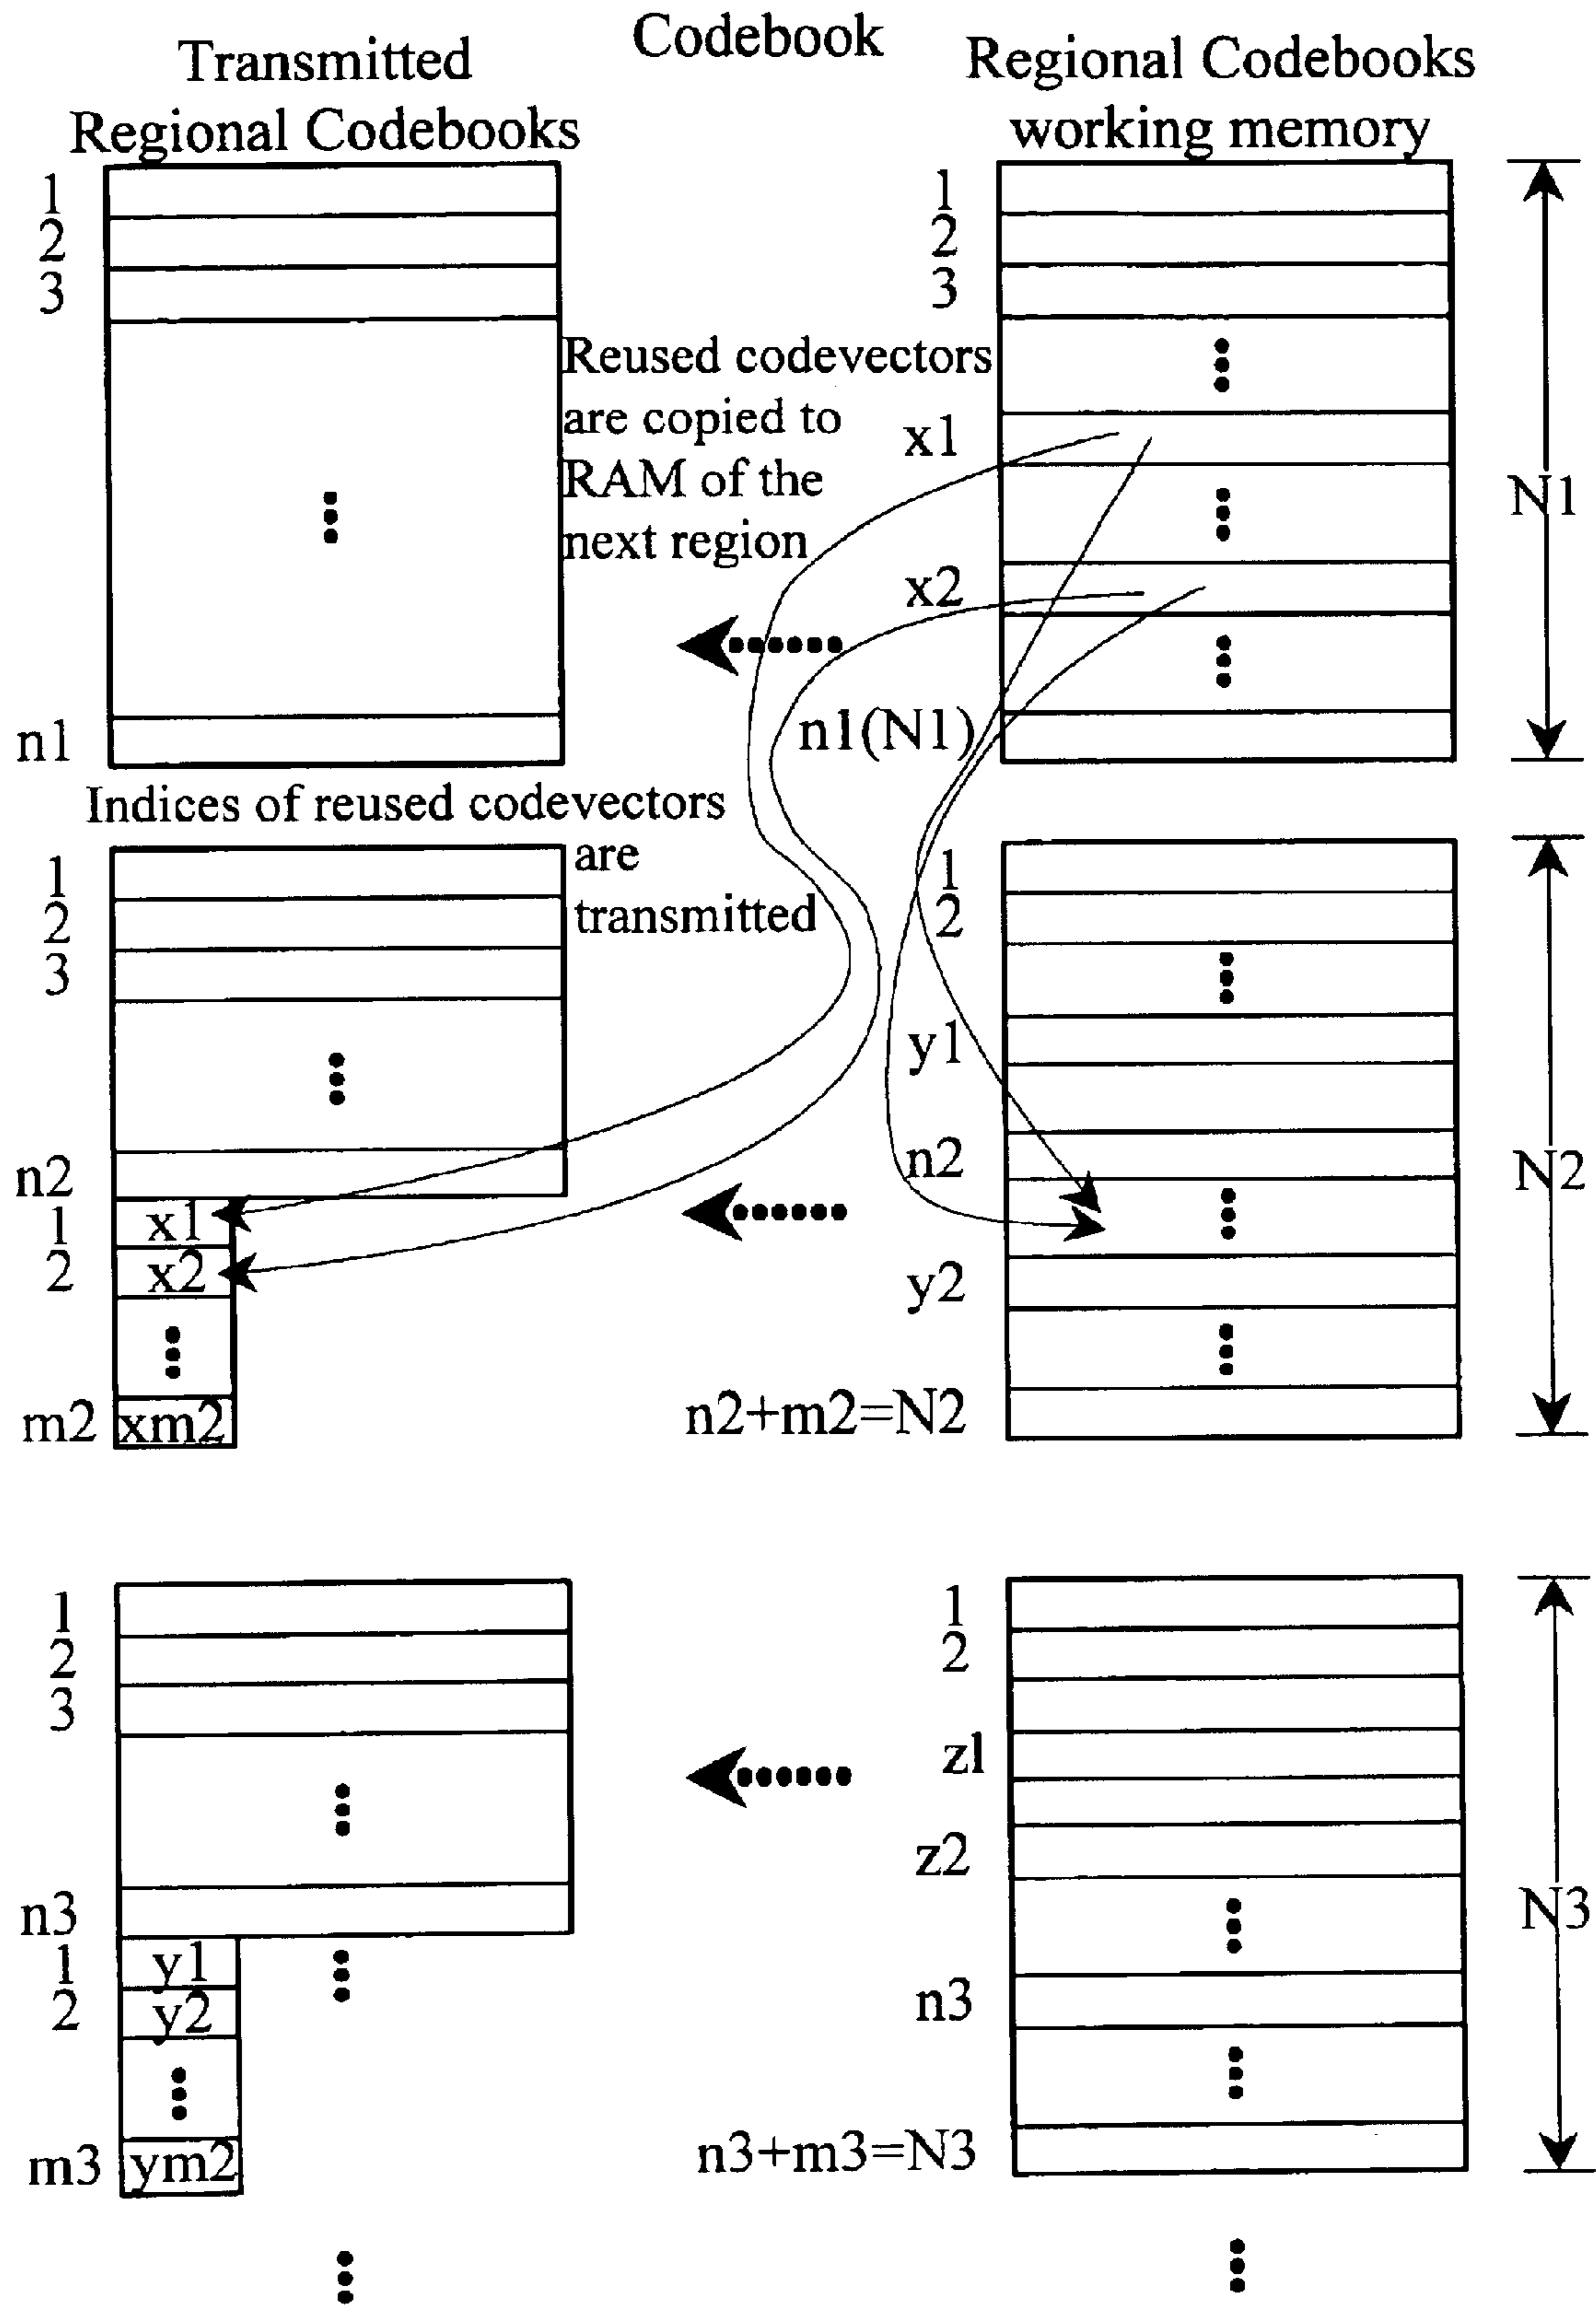 Codebook
Transmitted
Regional Codebooks
Regional Codebooks
working memory
1
2
3
n1
Reused codevectors
are copied to
RAM of the
next region
1
2
3
x1
x2
n1(N1)
N1
Indices of reused codevectors
are
transmitted
1
2
3
n2
1 x1
2 x2
m2 xm2
1
2
y1
n2
y2
n2+m2=N2
N2
1
2
3
n3
1 y1
2 y2
m3 ym2
1
2
z1
z2
n3
n3+m3=N3
N3